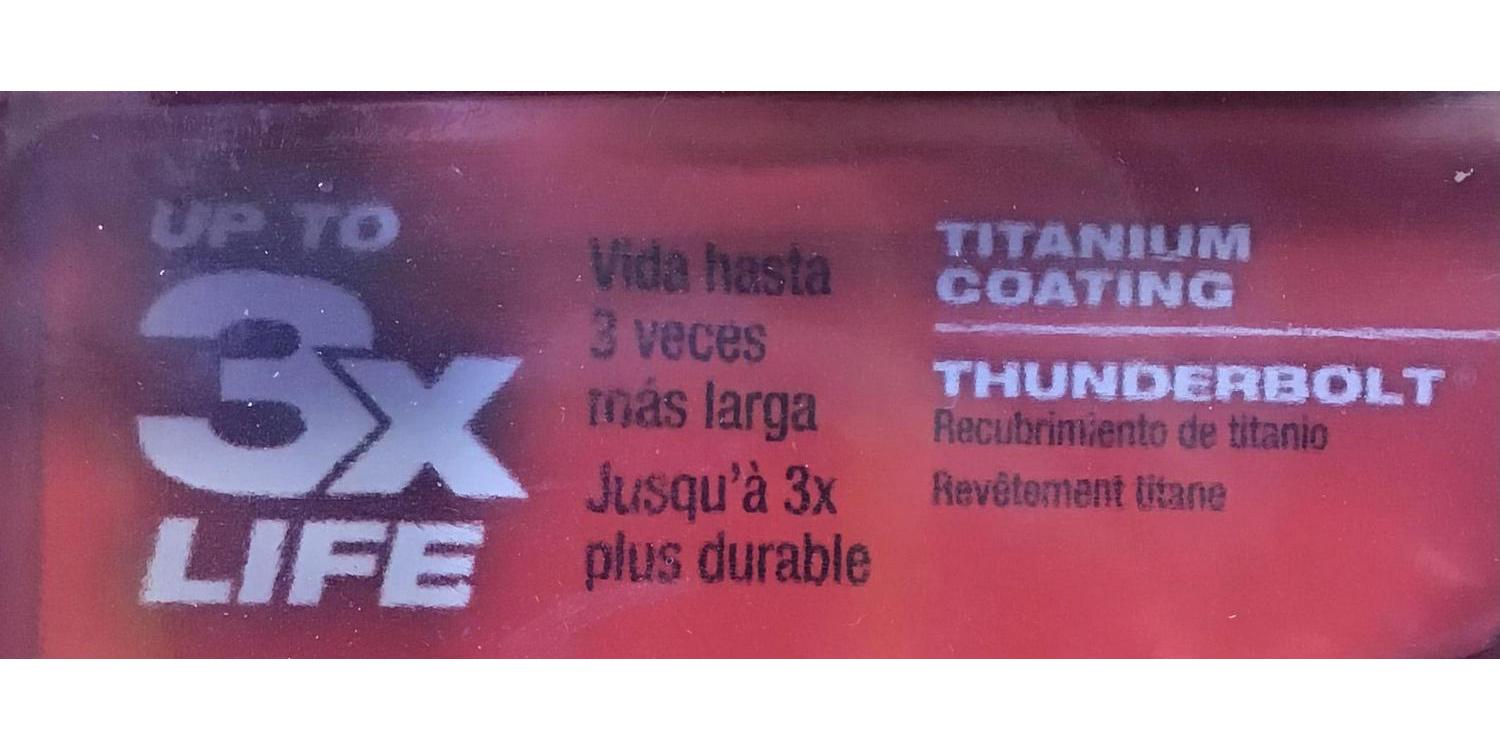 UP TO
3x
LIFE
Vida hasta
3 veces
más larga
Jusqu'à 3x
plus durable
TITANIUM
COATING
THUNDERBOLT
Recubrimiento de titanio
Revêtement titane